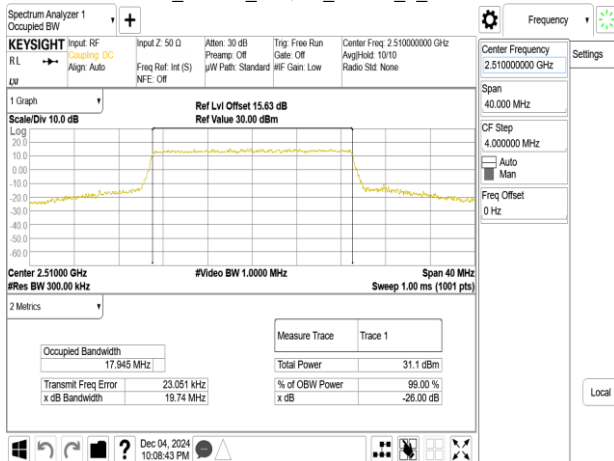 Spectrum Analyzer 1
Occupied BW
Frequency
KEYSIGHT
RL
LXI
Input: RF
Coupling: DC
Align: Auto
Input Z: 50 Ω
Freq Ref: Int (S)
NFE: Off
Atten: 30 dB
Preamp: Off
µW Path: Standard
Trig: Free Run
Gate: Off
#IF Gain: Low
Center Freq: 2.510000000 GHz
Avg|Hold: 10/10
Radio Std: None
Center Frequency
2.510000000 GHz
Settings
Span
40.000 MHz
CF Step
4.000000 MHz
Auto
Man
Freq Offset
0 Hz
Local
1 Graph
Scale/Div 10.0 dB
Ref Lvl Offset 15.63 dB
Ref Value 30.00 dBm
Log
20.0
10.0
0.00
-10.0
-20.0
-30.0
-40.0
-50.0
-60.0
Center 2.51000 GHz
#Res BW 300.00 kHz
#Video BW 1.0000 MHz
Span 40 MHz
Sweep 1.00 ms (1001 pts)
2 Metrics
Measure Trace Trace 1
Occupied Bandwidth
17.945 MHz
Total Power 31.1 dBm
Transmit Freq Error 23.051 kHz
% of OBW Power 99.00 %
x dB Bandwidth 19.74 MHz
x dB -26.00 dB
?
Dec 04, 2024
10:08:43 PM